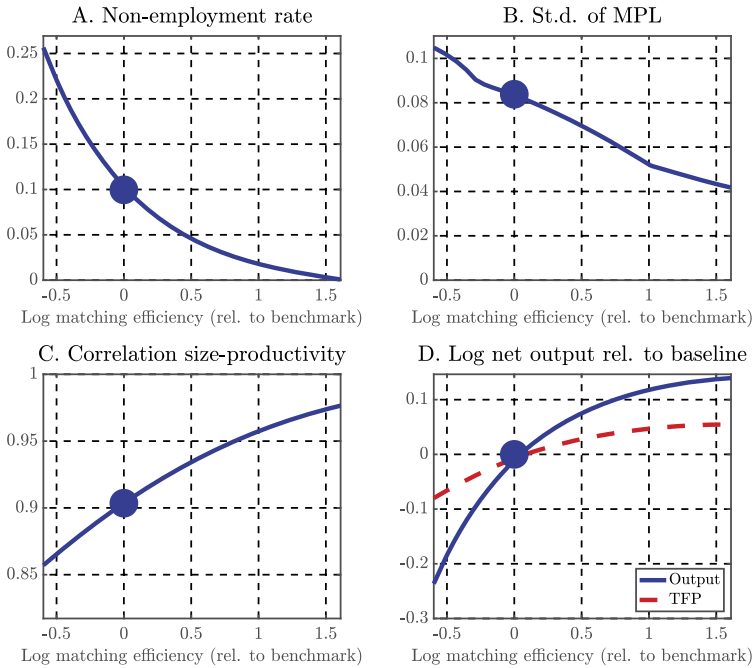 A. Non-employment rate
0.25
0.2
0.15
0.1
0.05
0
-0.5 0 0.5 1 1.5
Log matching efficiency (rel. to benchmark)
B. St.d. of MPL
0.1
0.08
0.06
0.04
0.02
0
-0.5 0 0.5 1 1.5
Log matching efficiency (rel. to benchmark)
C. Correlation size-productivity
1
0.95
0.9
0.85
-0.5 0 0.5 1 1.5
Log matching efficiency (rel. to benchmark)
D. Log net output rel. to baseline
0.1
0
-0.1
-0.2
-0.3
Output
TFP
-0.5 0 0.5 1 1.5
Log matching efficiency (rel. to benchmark)